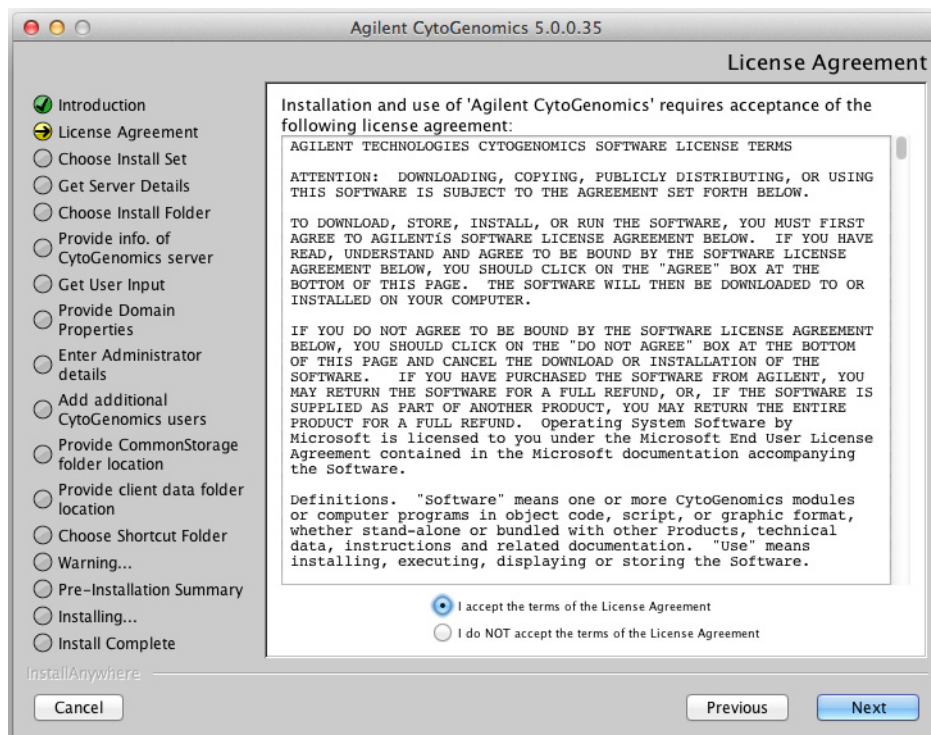 Agilent CytoGenomics 5.0.0.35
License Agreement
Introduction
License Agreement
Choose Install Set
Get Server Details
Choose Install Folder
Provide info. of
CytoGenomics server
Get User Input
Provide Domain
Properties
Enter Administrator
details
Add additional
CytoGenomics users
Provide CommonStorage
folder location
Provide client data folder
location
Choose Shortcut Folder
Warning...
Pre-Installation Summary
Installing...
Install Complete
Installation and use of 'Agilent CytoGenomics' requires acceptance of the
following license agreement:
AGILENT TECHNOLOGIES CYTOGENOMICS SOFTWARE LICENSE TERMS
ATTENTION:  DOWNLOADING, COPYING, PUBLICLY DISTRIBUTING, OR USING
THIS SOFTWARE IS SUBJECT TO THE AGREEMENT SET FORTH BELOW.
TO DOWNLOAD, STORE, INSTALL, OR RUN THE SOFTWARE, YOU MUST FIRST
AGREE TO AGILENTíS SOFTWARE LICENSE AGREEMENT BELOW.  IF YOU HAVE
READ, UNDERSTAND AND AGREE TO BE BOUND BY THE SOFTWARE LICENSE
AGREEMENT BELOW, YOU SHOULD CLICK ON THE "AGREE" BOX AT THE
BOTTOM OF THIS PAGE.  THE SOFTWARE WILL THEN BE DOWNLOADED TO OR
INSTALLED ON YOUR COMPUTER.
IF YOU DO NOT AGREE TO BE BOUND BY THE SOFTWARE LICENSE AGREEMENT
BELOW, YOU SHOULD CLICK ON THE "DO NOT AGREE" BOX AT THE BOTTOM
OF THIS PAGE AND CANCEL THE DOWNLOAD OR INSTALLATION OF THE
SOFTWARE.   IF YOU HAVE PURCHASED THE SOFTWARE FROM AGILENT, YOU
MAY RETURN THE SOFTWARE FOR A FULL REFUND, OR, IF THE SOFTWARE IS
SUPPLIED AS PART OF ANOTHER PRODUCT, YOU MAY RETURN THE ENTIRE
PRODUCT FOR A FULL REFUND.  Operating System Software by
Microsoft is licensed to you under the Microsoft End User License
Agreement contained in the Microsoft documentation accompanying
the Software.
Definitions.  "Software" means one or more CytoGenomics modules
or computer programs in object code, script, or graphic format,
whether stand-alone or bundled with other Products, technical
data, instructions and related documentation.  "Use" means
installing, executing, displaying or storing the Software.
I accept the terms of the License Agreement
I do NOT accept the terms of the License Agreement
InstallAnywhere
Cancel
Previous
Next